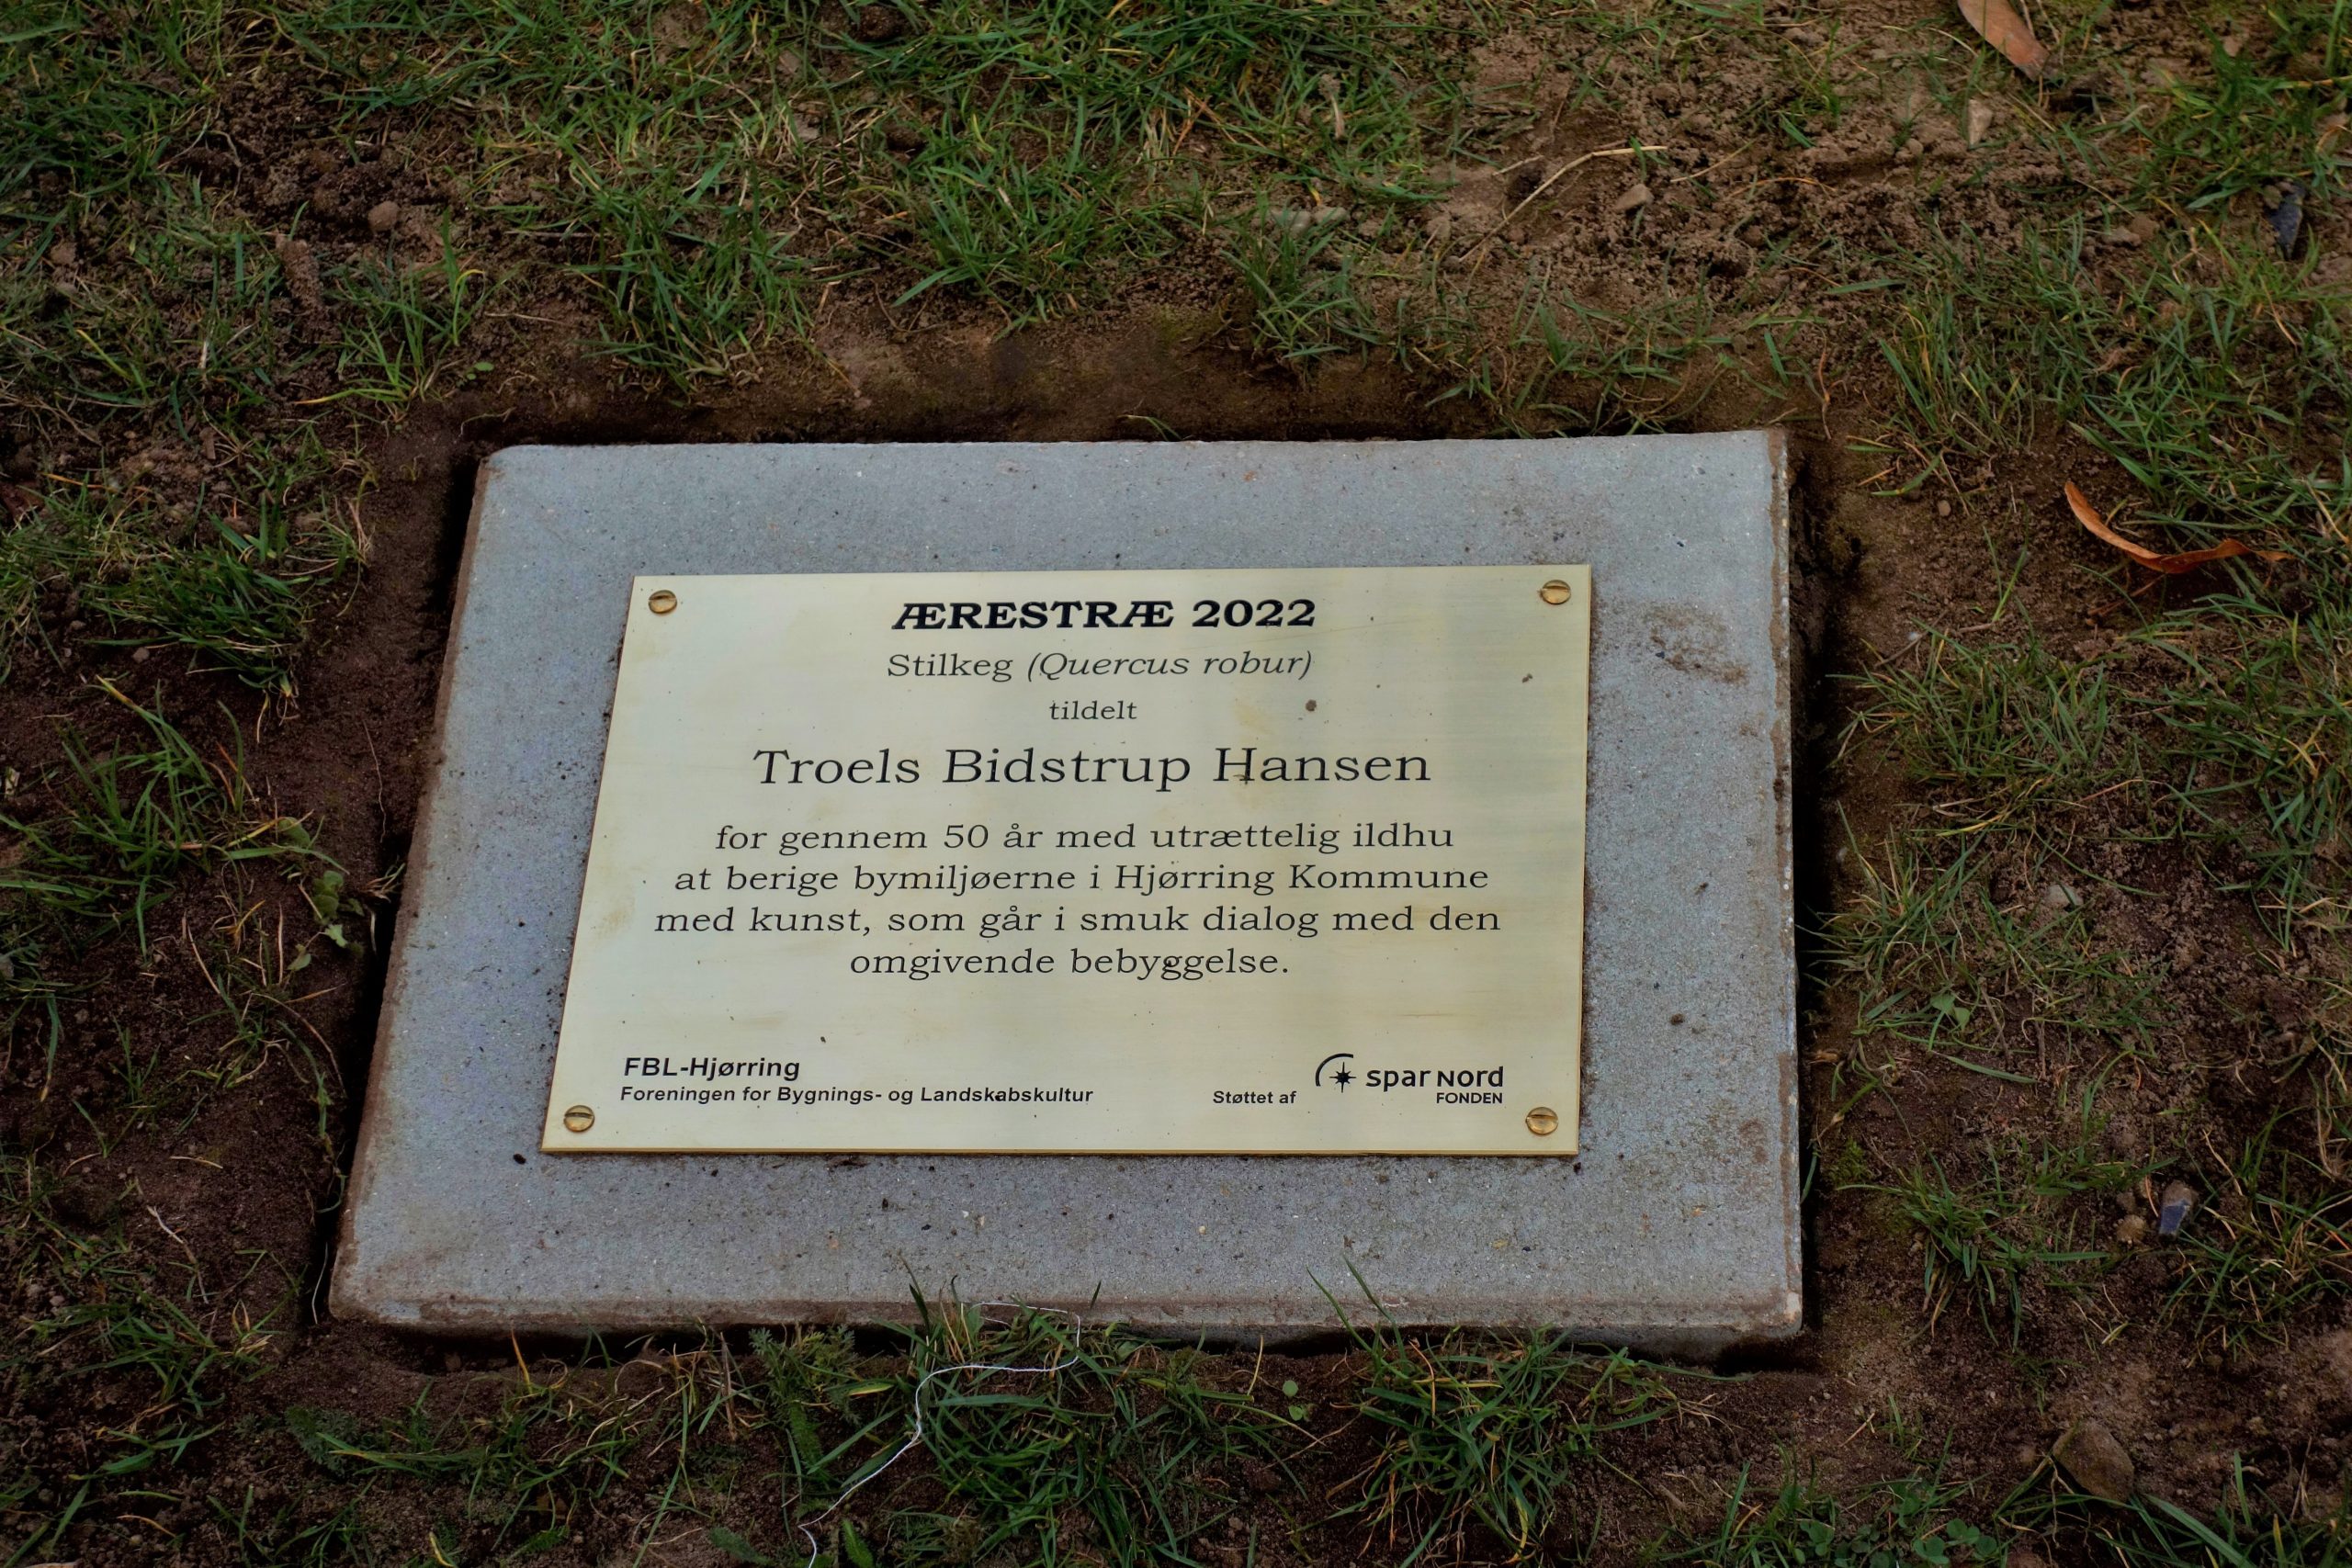 ÆRESTRÆ 2022
Stilkeg (Quercus robur)
tildelt
Troels Bidstrup Hansen
for gennem 50 år med utrættelig ildhu
at berige bymiljøerne i Hjørring Kommune
med kunst, som går i smuk dialog med den
omgivende bebyggelse.
FBL-Hjørring
Foreningen for Bygnings- og Landskabskultur
Støttet af spar nord
FONDEN